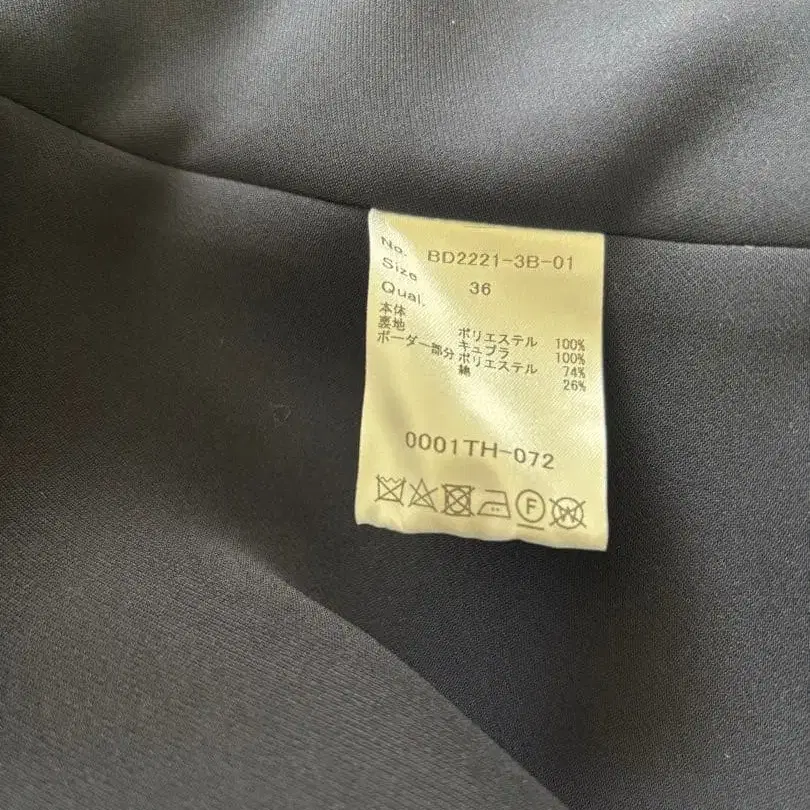 No. BD2221-3B-01
Size 36
Qual.
本体 ポリエステル 100%
裏地 キュプラ 100%
ボーダー部分 ポリエステル 74%
綿 26%
0001TH-072
F W